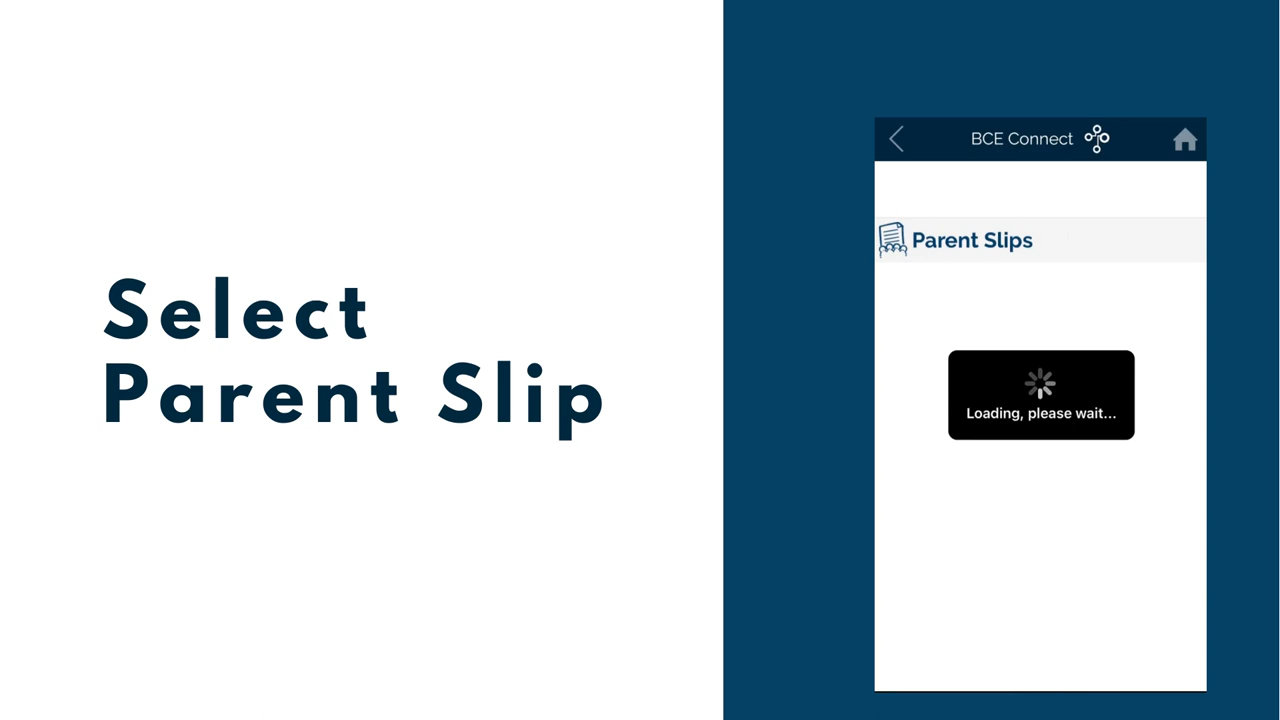 Select
Parent Slip
BCE Connect
Parent Slips
Loading, please wait...